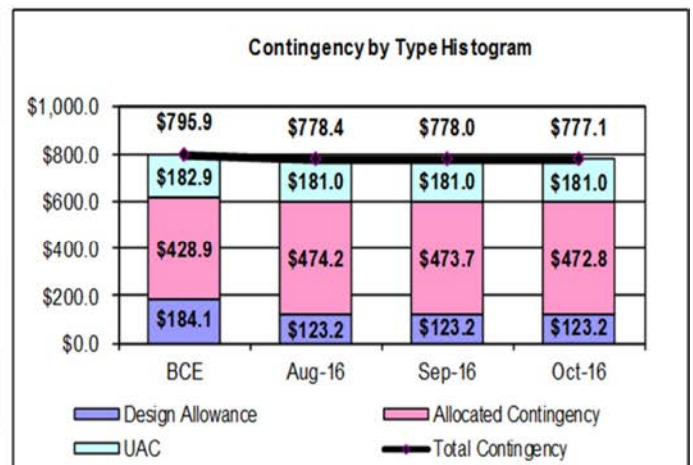 Contingency by Type Histogram
$1,000.0
$795.9 $778.4 $778.0 $777.1
$800.0
$182.9 $181.0 $181.0 $181.0
$600.0
$428.9 $474.2 $473.7 $472.8
$400.0
$200.0
$184.1 $123.2 $123.2 $123.2
$0.0
BCE Aug-16 Sep-16 Oct-16
Design Allowance Allocated Contingency
UAC Total Contingency